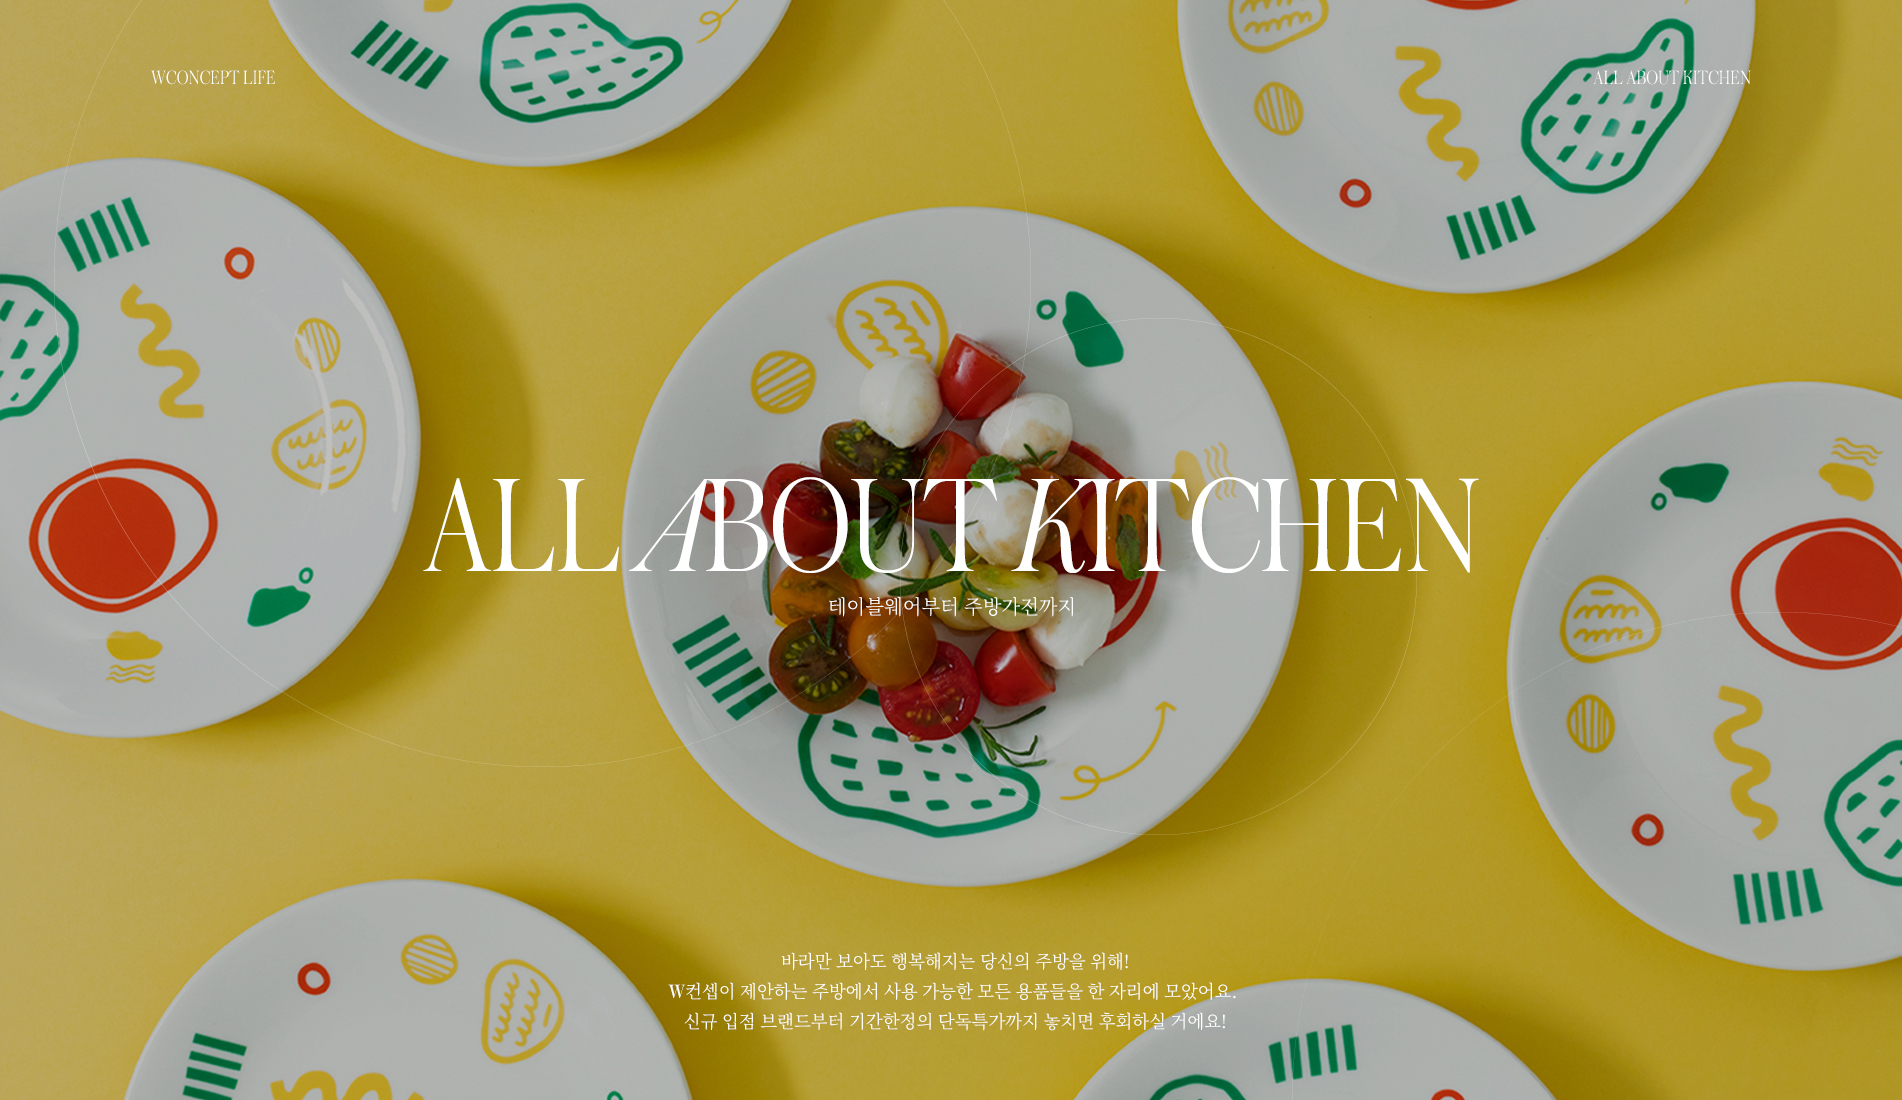 WCONCEPT LIFE
ALL ABOUT KITCHEN
ALL ABOUT KITCHEN
테이블웨어부터 주방가전까지
바라만 보아도 행복해지는 당신의 주방을 위해!
W컨셉이 제안하는 주방에서 사용 가능한 모든 용품들을 한 자리에 모았어요.
신규 입점 브랜드부터 기간한정의 단독특가까지 놓치면 후회하실 거에요!